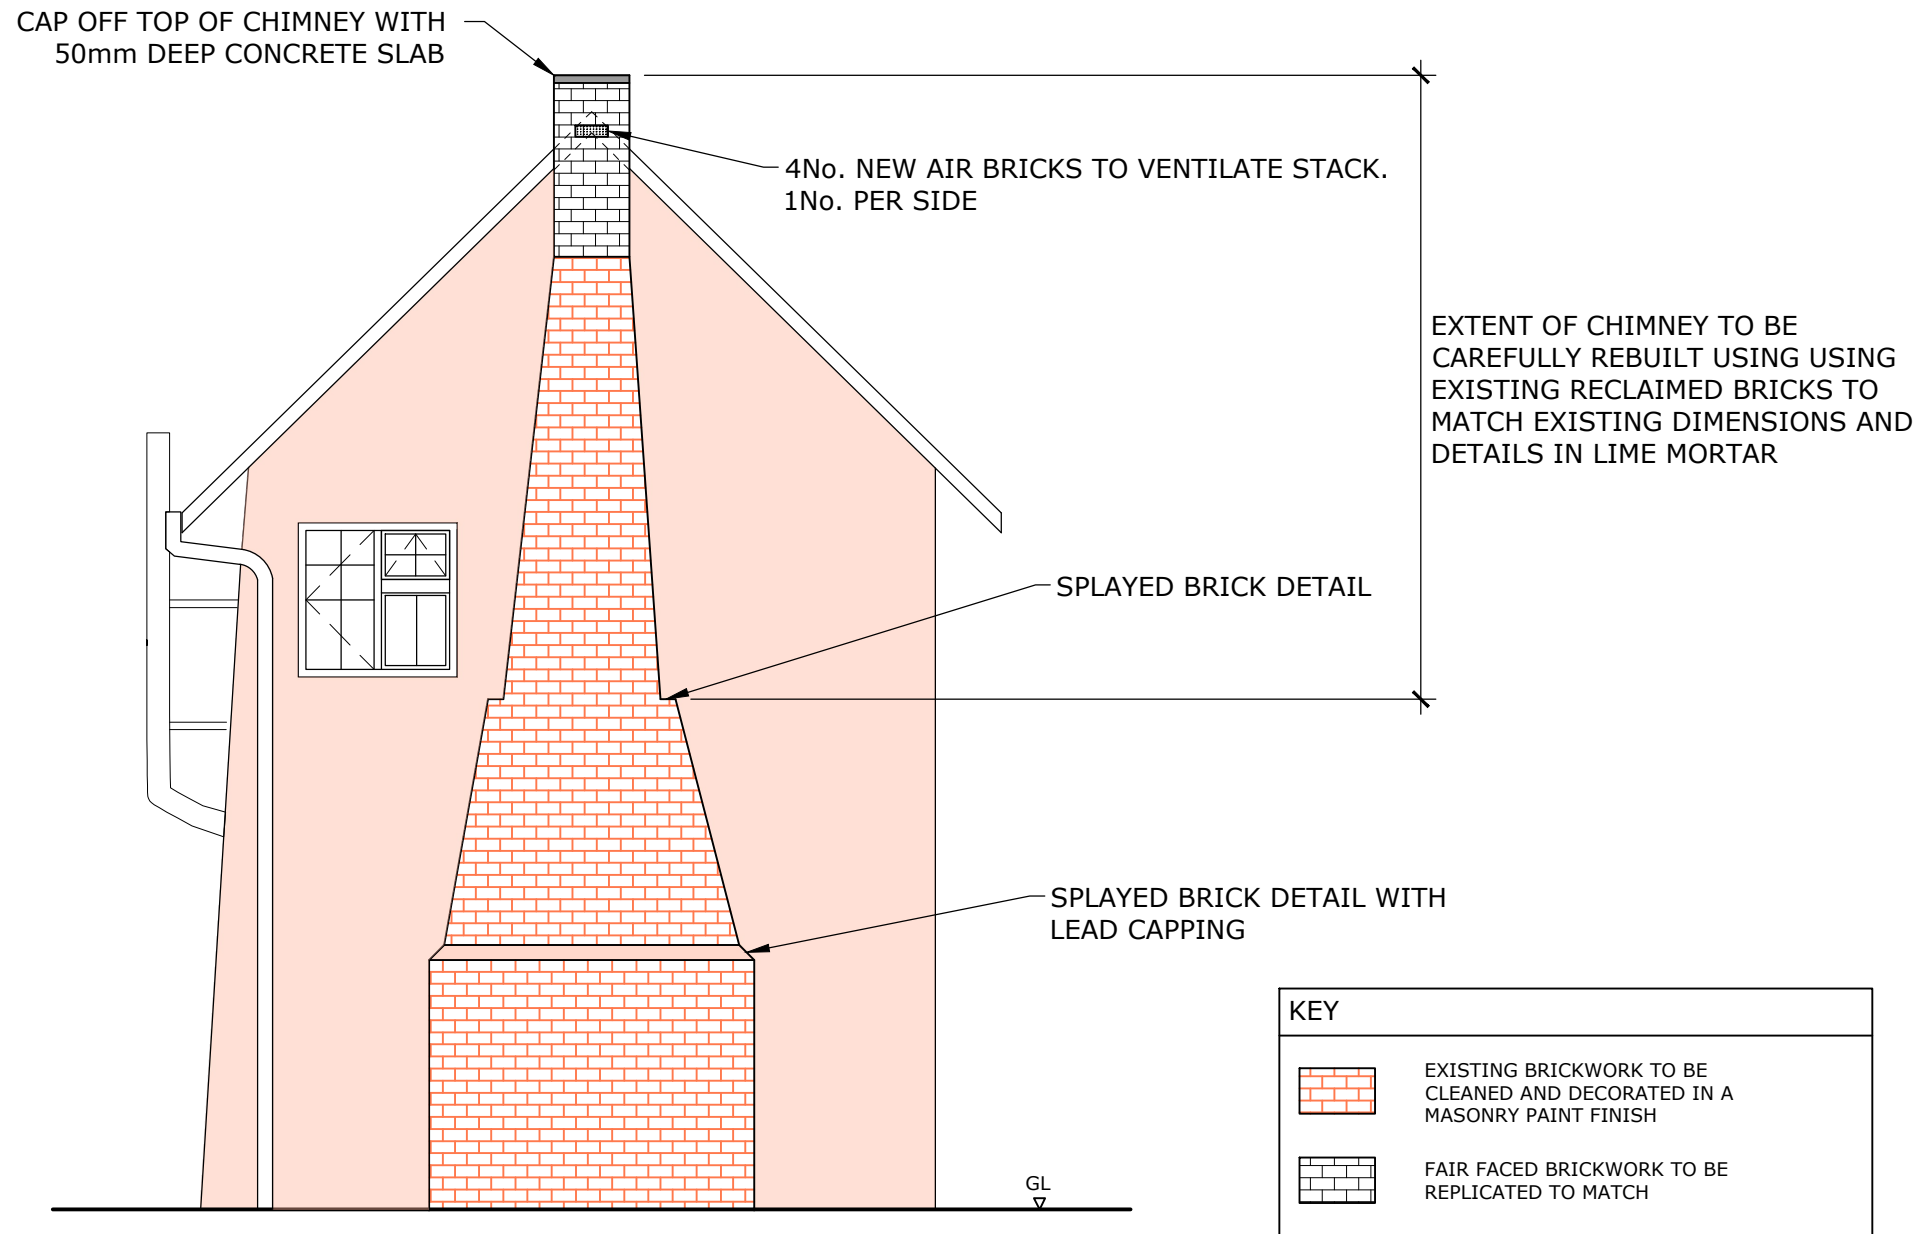 CAP OFF TOP OF CHIMNEY WITH
50mm DEEP CONCRETE SLAB
4No. NEW AIR BRICKS TO VENTILATE STACK.
1No. PER SIDE
EXTENT OF CHIMNEY TO BE
CAREFULLY REBUILT USING USING
EXISTING RECLAIMED BRICKS TO
MATCH EXISTING DIMENSIONS AND
DETAILS IN LIME MORTAR
SPLAYED BRICK DETAIL
SPLAYED BRICK DETAIL WITH
LEAD CAPPING
GL
KEY
EXISTING BRICKWORK TO BE
CLEANED AND DECORATED IN A
MASONRY PAINT FINISH
FAIR FACED BRICKWORK TO BE
REPLICATED TO MATCH